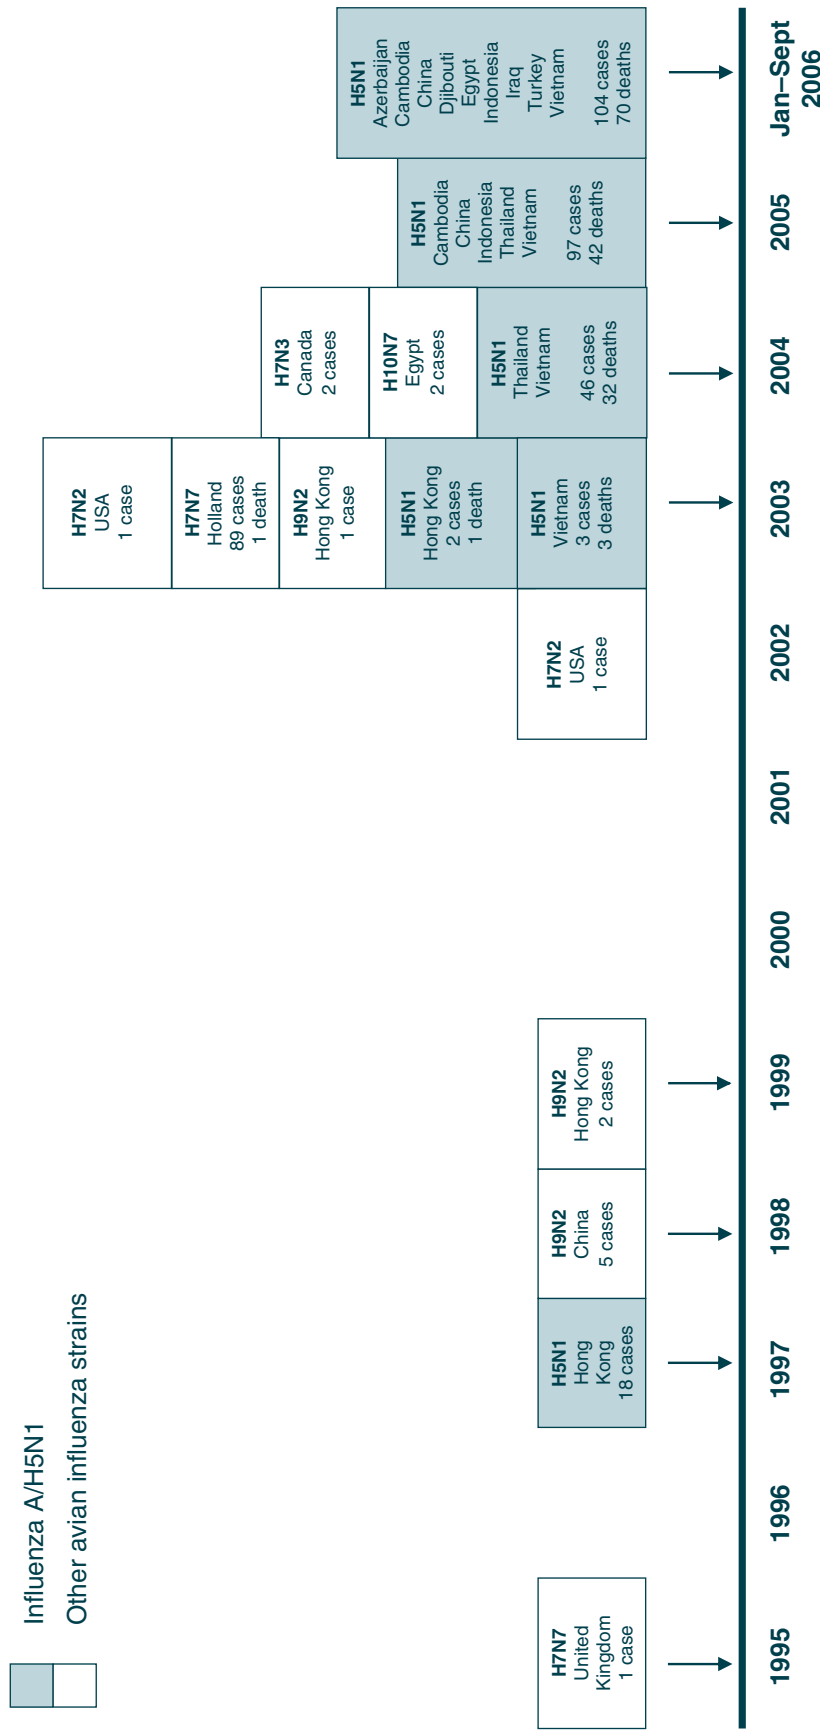 Influenza A/H5N1
Other avian influenza strains
H7N7
United
Kingdom
1 case
H5N1
Hong
Kong
18 cases
H9N2
China
5 cases
H9N2
Hong Kong
2 cases
H7N2
USA
1 case
H7N2
USA
1 case
H7N7
Holland
89 cases
1 death
H9N2
Hong Kong
1 case
H5N1
Hong Kong
2 cases
1 death
H5N1
Vietnam
3 cases
3 deaths
H7N3
Canada
2 cases
H10N7
Egypt
2 cases
H5N1
Thailand
Vietnam
46 cases
32 deaths
H5N1
Cambodia
China
Indonesia
Thailand
Vietnam
97 cases
42 deaths
H5N1
Azerbaijan
Cambodia
China
Djibouti
Egypt
Indonesia
Iraq
Turkey
Vietnam
104 cases
70 deaths
1995
1996
1997
1998
1999
2000
2001
2002
2003
2004
2005
Jan–Sept
2006